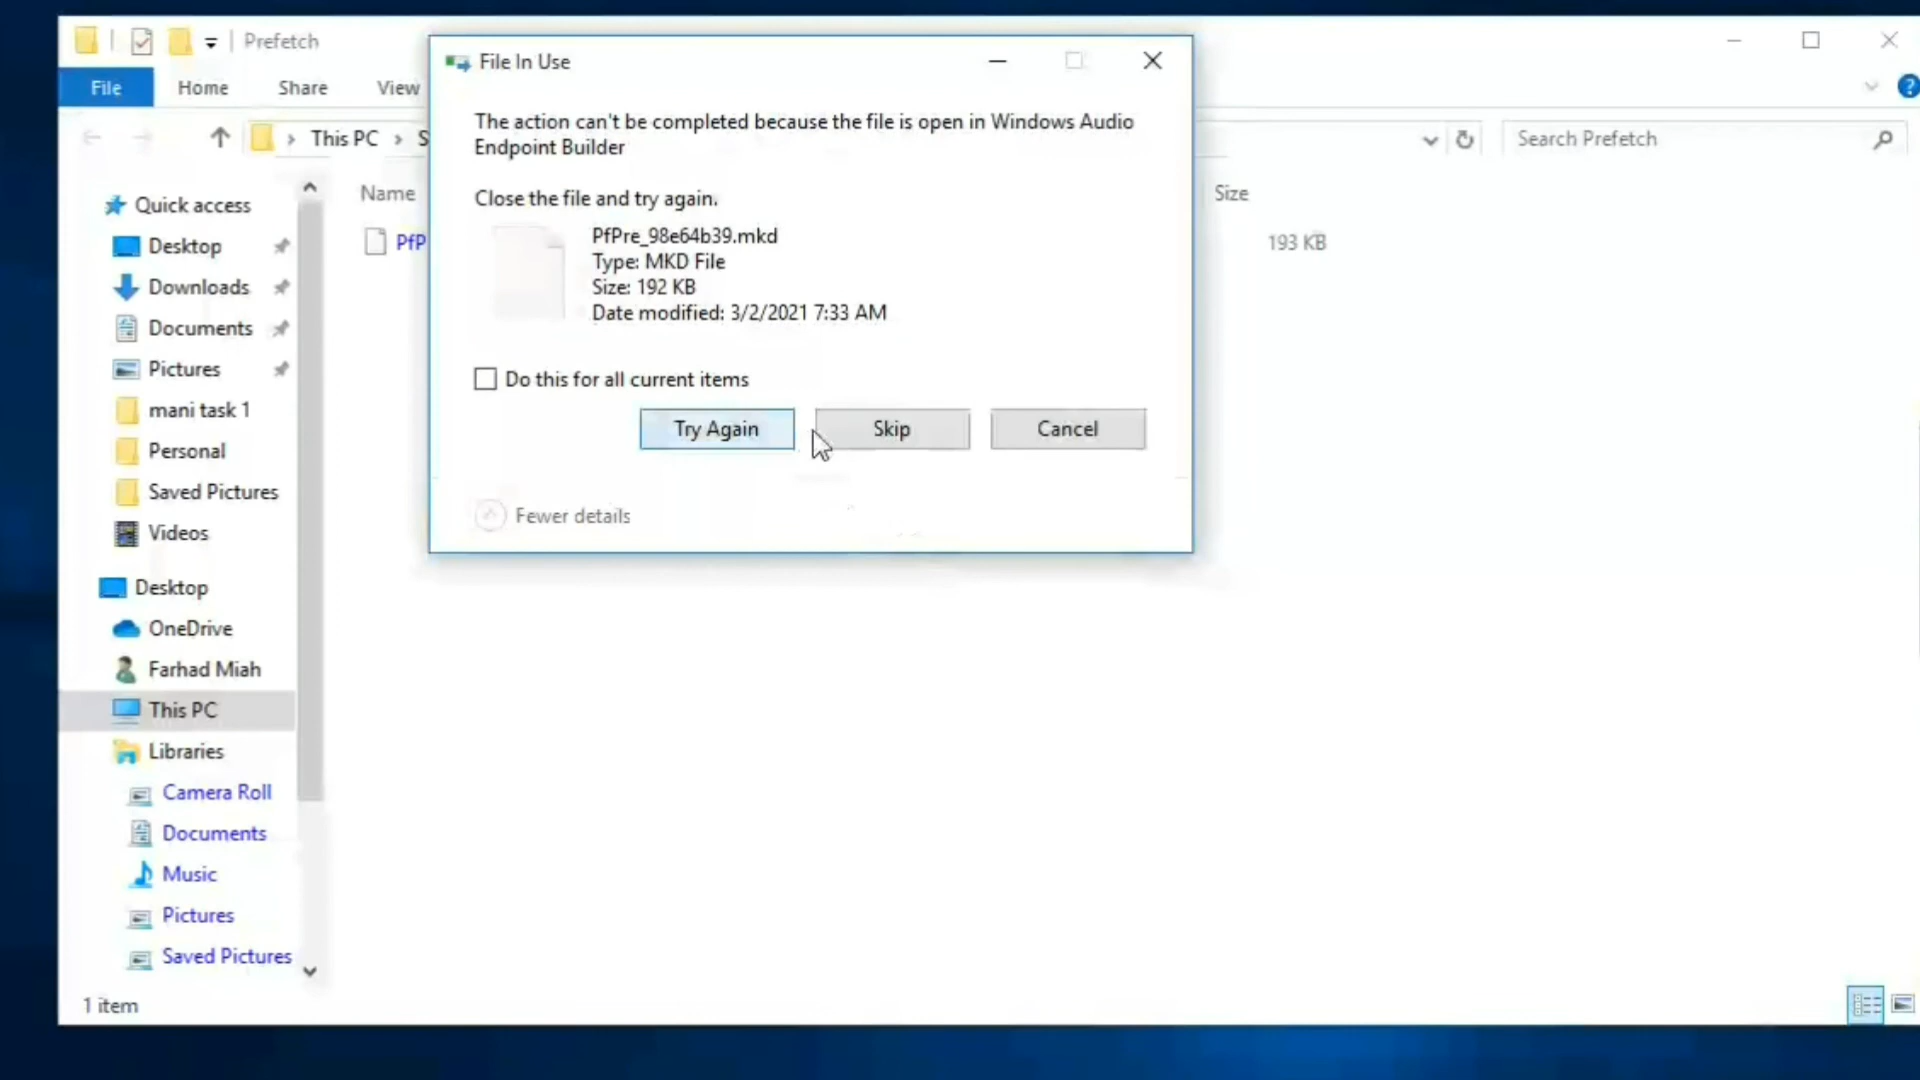 Prefetch
File In Use
File
Home
Share
View
The action can't be completed because the file is open in Windows Audio
Endpoint Builder
This PC
S
Search Prefetch
Close the file and try again.
Name
Size
PfP
193 KB
PfPre_98e64b39.mkd
Type: MKD File
Size: 192 KB
Date modified: 3/2/2021 7:33 AM
Do this for all current items
Try Again
Skip
Cancel
Fewer details
Quick access
Desktop
Downloads
Documents
Pictures
mani task 1
Personal
Saved Pictures
Videos
Desktop
OneDrive
Farhad Miah
This PC
Libraries
Camera Roll
Documents
Music
Pictures
Saved Pictures
1 item